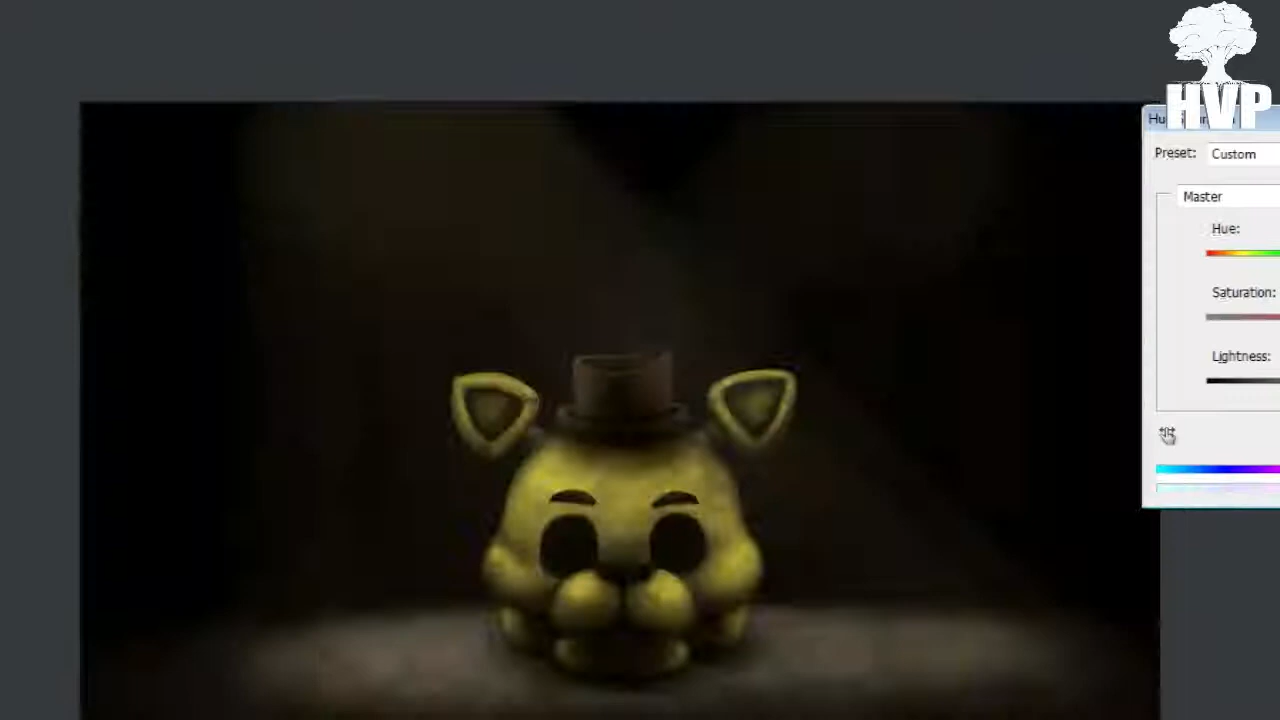 HVP
Preset: Custom
Master
Hue:
Saturation:
Lightness: